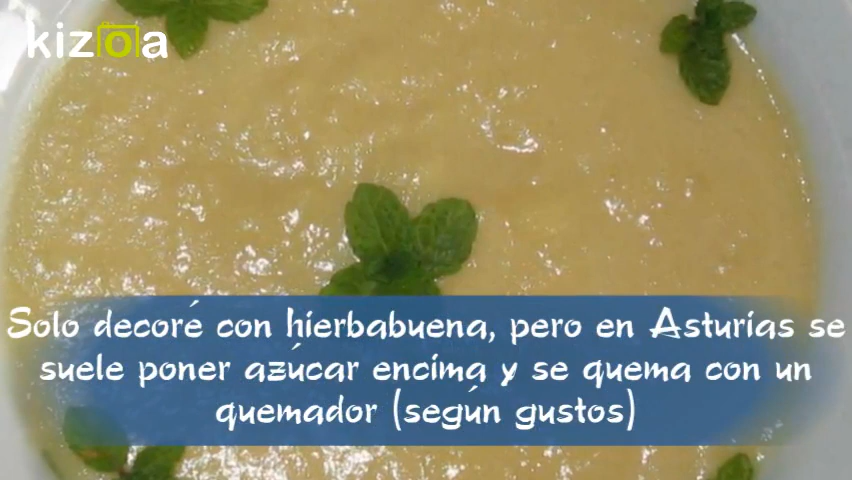 kizoa
Solo decoré con hierbabuena, pero en Asturias se
suele poner azúcar encima y se quema con un
quemador (según gustos)